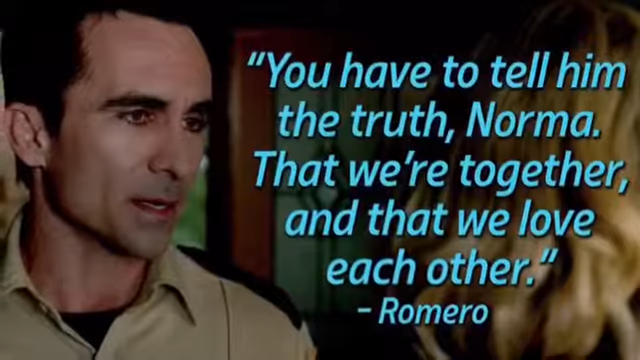 “You have to tell him
the truth, Norma.
That we’re together,
and that we love
each other.”
– Romero